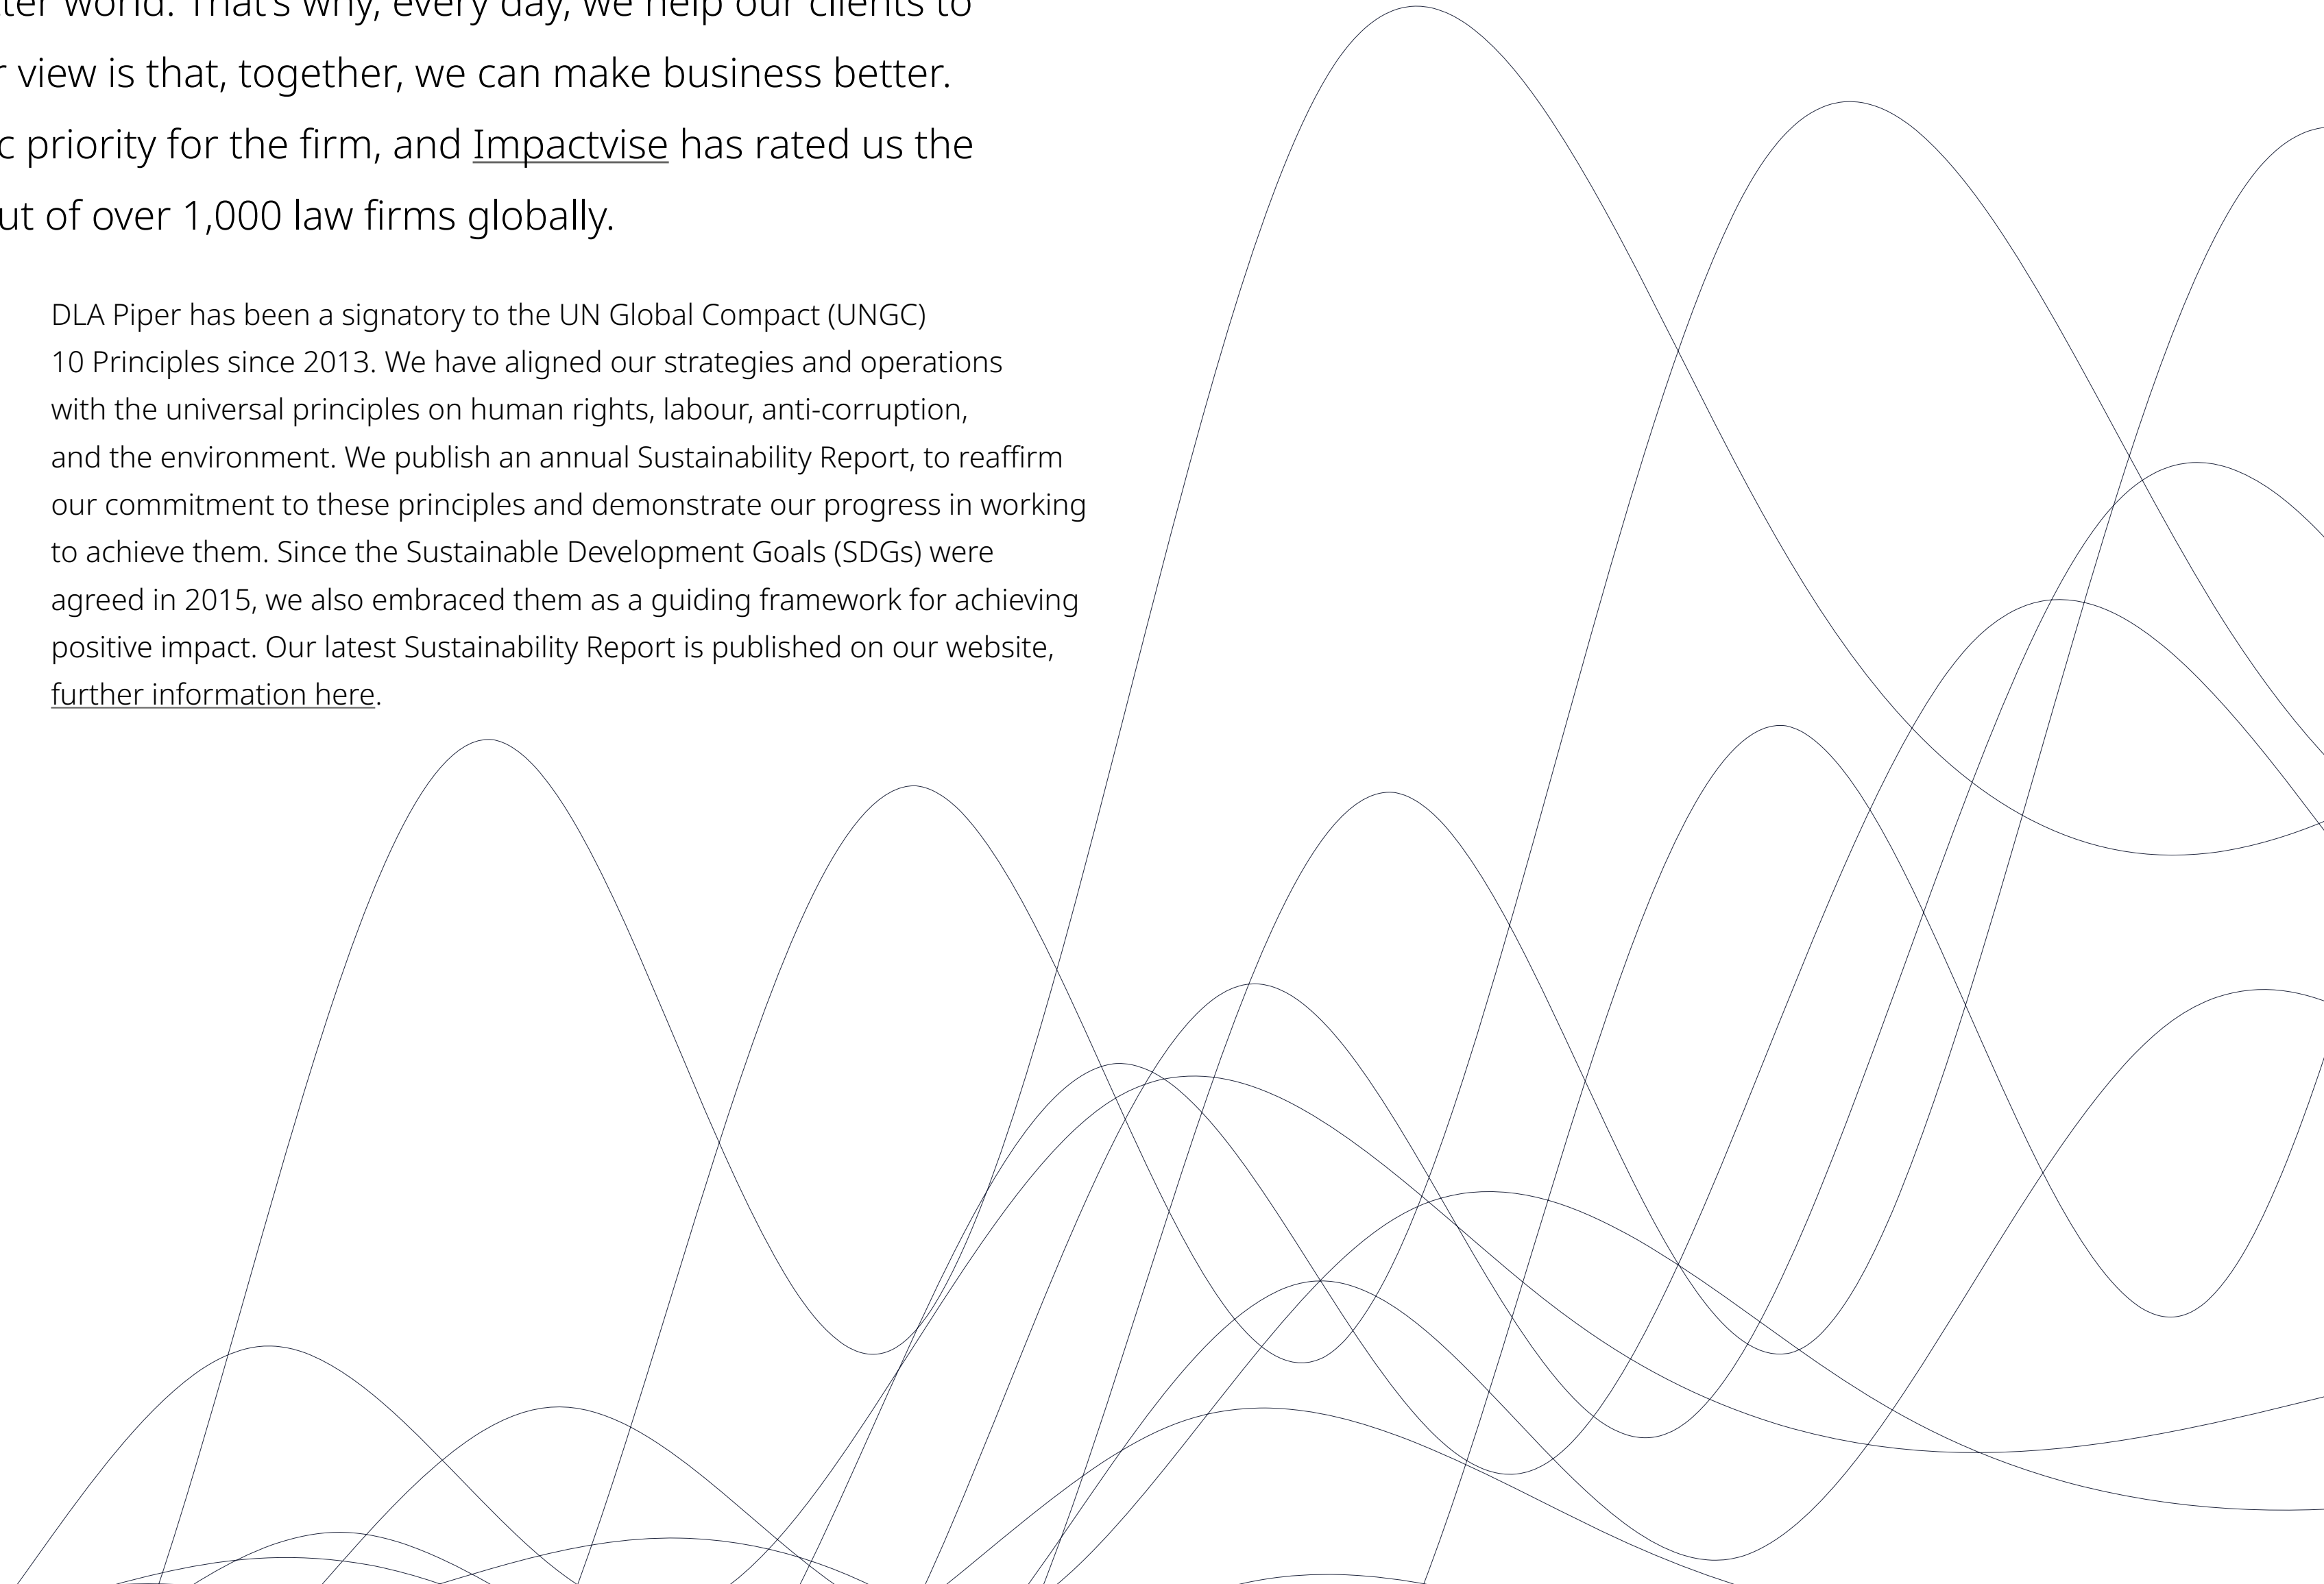 world. That's why, every day, we help our clients to
view is that, together, we can make business better.
priority for the firm, and Impactvise has rated us the
of over 1,000 law firms globally.
DLA Piper has been a signatory to the UN Global Compact (UNGC)
10 Principles since 2013. We have aligned our strategies and operations
with the universal principles on human rights, labour, anti-corruption,
and the environment. We publish an annual Sustainability Report, to reaffirm
our commitment to these principles and demonstrate our progress in working
to achieve them. Since the Sustainable Development Goals (SDGs) were
agreed in 2015, we also embraced them as a guiding framework for achieving
positive impact. Our latest Sustainability Report is published on our website,
further information here.